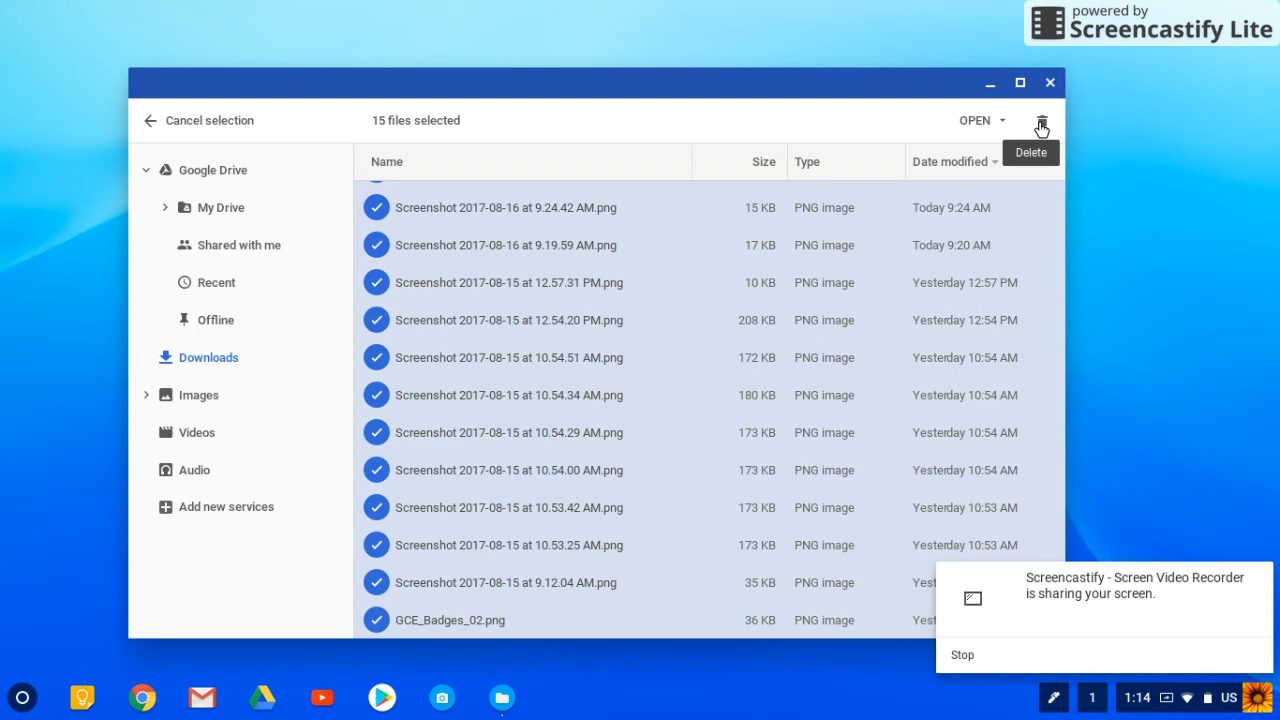 powered by
Screencastify Lite
Cancel selection
15 files selected
OPEN
Delete
Google Drive
My Drive
Shared with me
Recent
Offline
Downloads
Images
Videos
Audio
Add new services
Name Size Type Date modified
Screenshot 2017-08-16 at 9.24.42 AM.png 15 KB PNG image Today 9:24 AM
Screenshot 2017-08-16 at 9.19.59 AM.png 17 KB PNG image Today 9:20 AM
Screenshot 2017-08-15 at 12.57.31 PM.png 10 KB PNG image Yesterday 12:57 PM
Screenshot 2017-08-15 at 12.54.20 PM.png 208 KB PNG image Yesterday 12:54 PM
Screenshot 2017-08-15 at 10.54.51 AM.png 172 KB PNG image Yesterday 10:54 AM
Screenshot 2017-08-15 at 10.54.34 AM.png 180 KB PNG image Yesterday 10:54 AM
Screenshot 2017-08-15 at 10.54.29 AM.png 173 KB PNG image Yesterday 10:54 AM
Screenshot 2017-08-15 at 10.54.00 AM.png 173 KB PNG image Yesterday 10:54 AM
Screenshot 2017-08-15 at 10.53.42 AM.png 173 KB PNG image Yesterday 10:53 AM
Screenshot 2017-08-15 at 10.53.25 AM.png 173 KB PNG image Yesterday 10:53 AM
Screenshot 2017-08-15 at 9.12.04 AM.png 35 KB PNG image Yest
GCE_Badges_02.png 36 KB PNG image Yest
Screencastify - Screen Video Recorder
is sharing your screen.
Stop
1 1:14 US